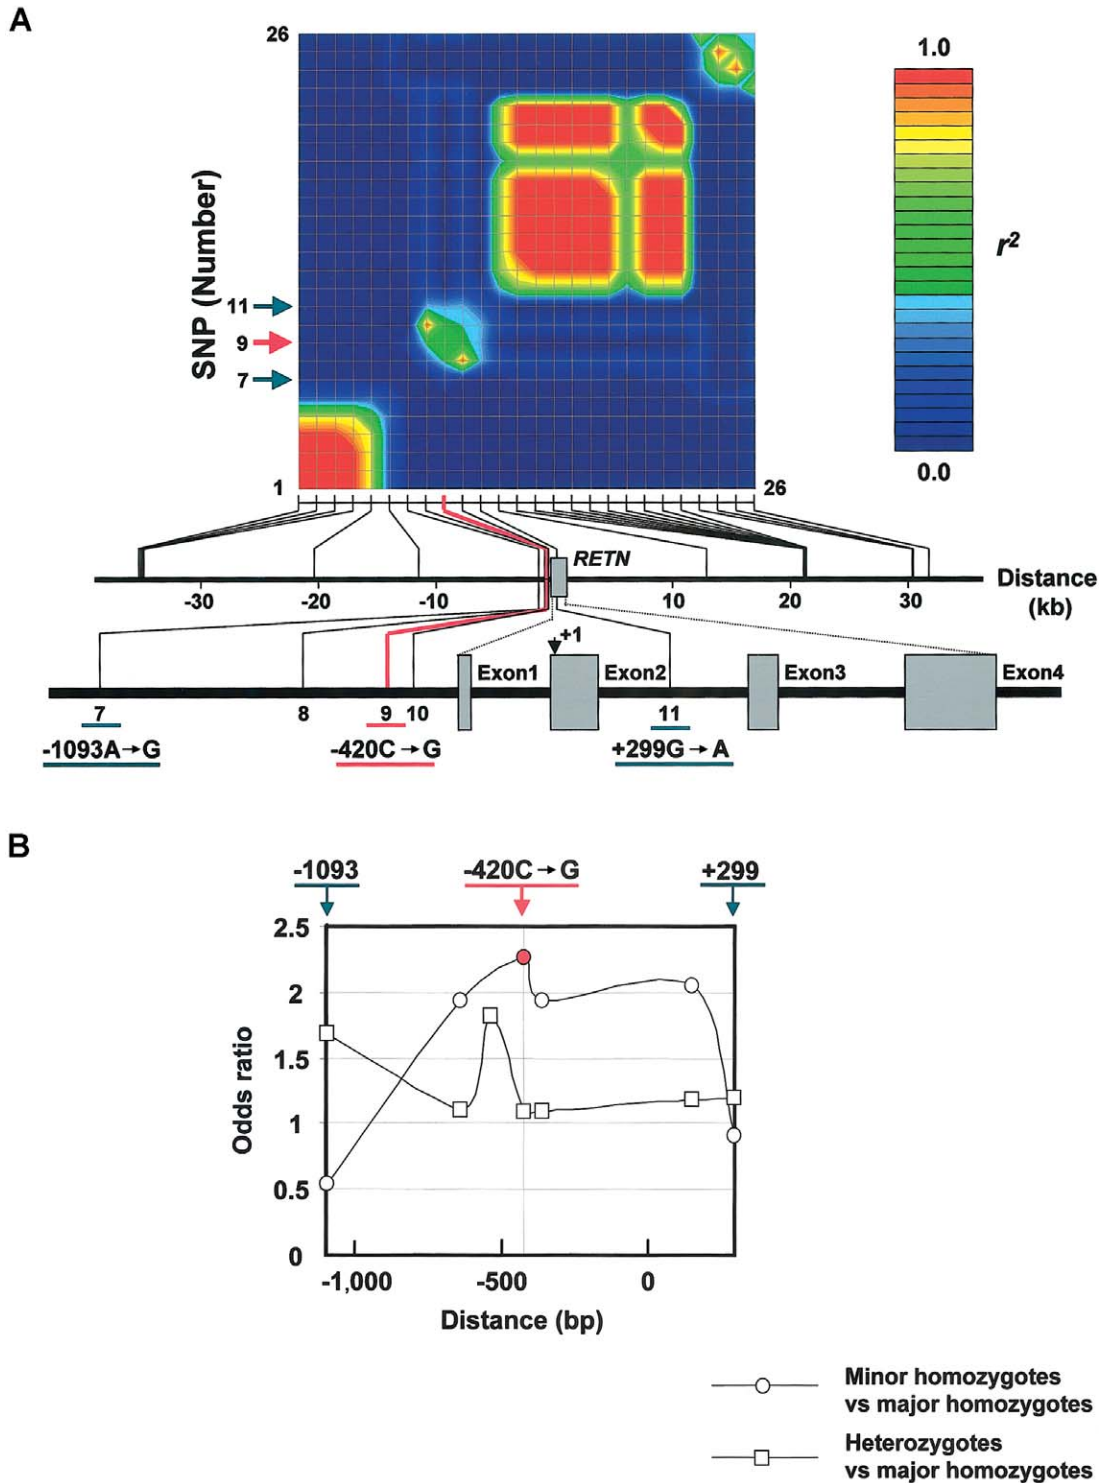 A
26
SNP (Number)
11
9
7
1
26
1.0
r²
0.0
RETN
-30
-20
-10
10
20
30
Distance
(kb)
+1
Exon1
Exon2
Exon3
Exon4
7
8
9
10
11
-1093A→G
-420C→G
+299G→A
B
-1093
-420C→G
+299
2.5
2
1.5
1
0.5
0
Odds ratio
-1,000
-500
0
Distance (bp)
Minor homozygotes
vs major homozygotes
Heterozygotes
vs major homozygotes